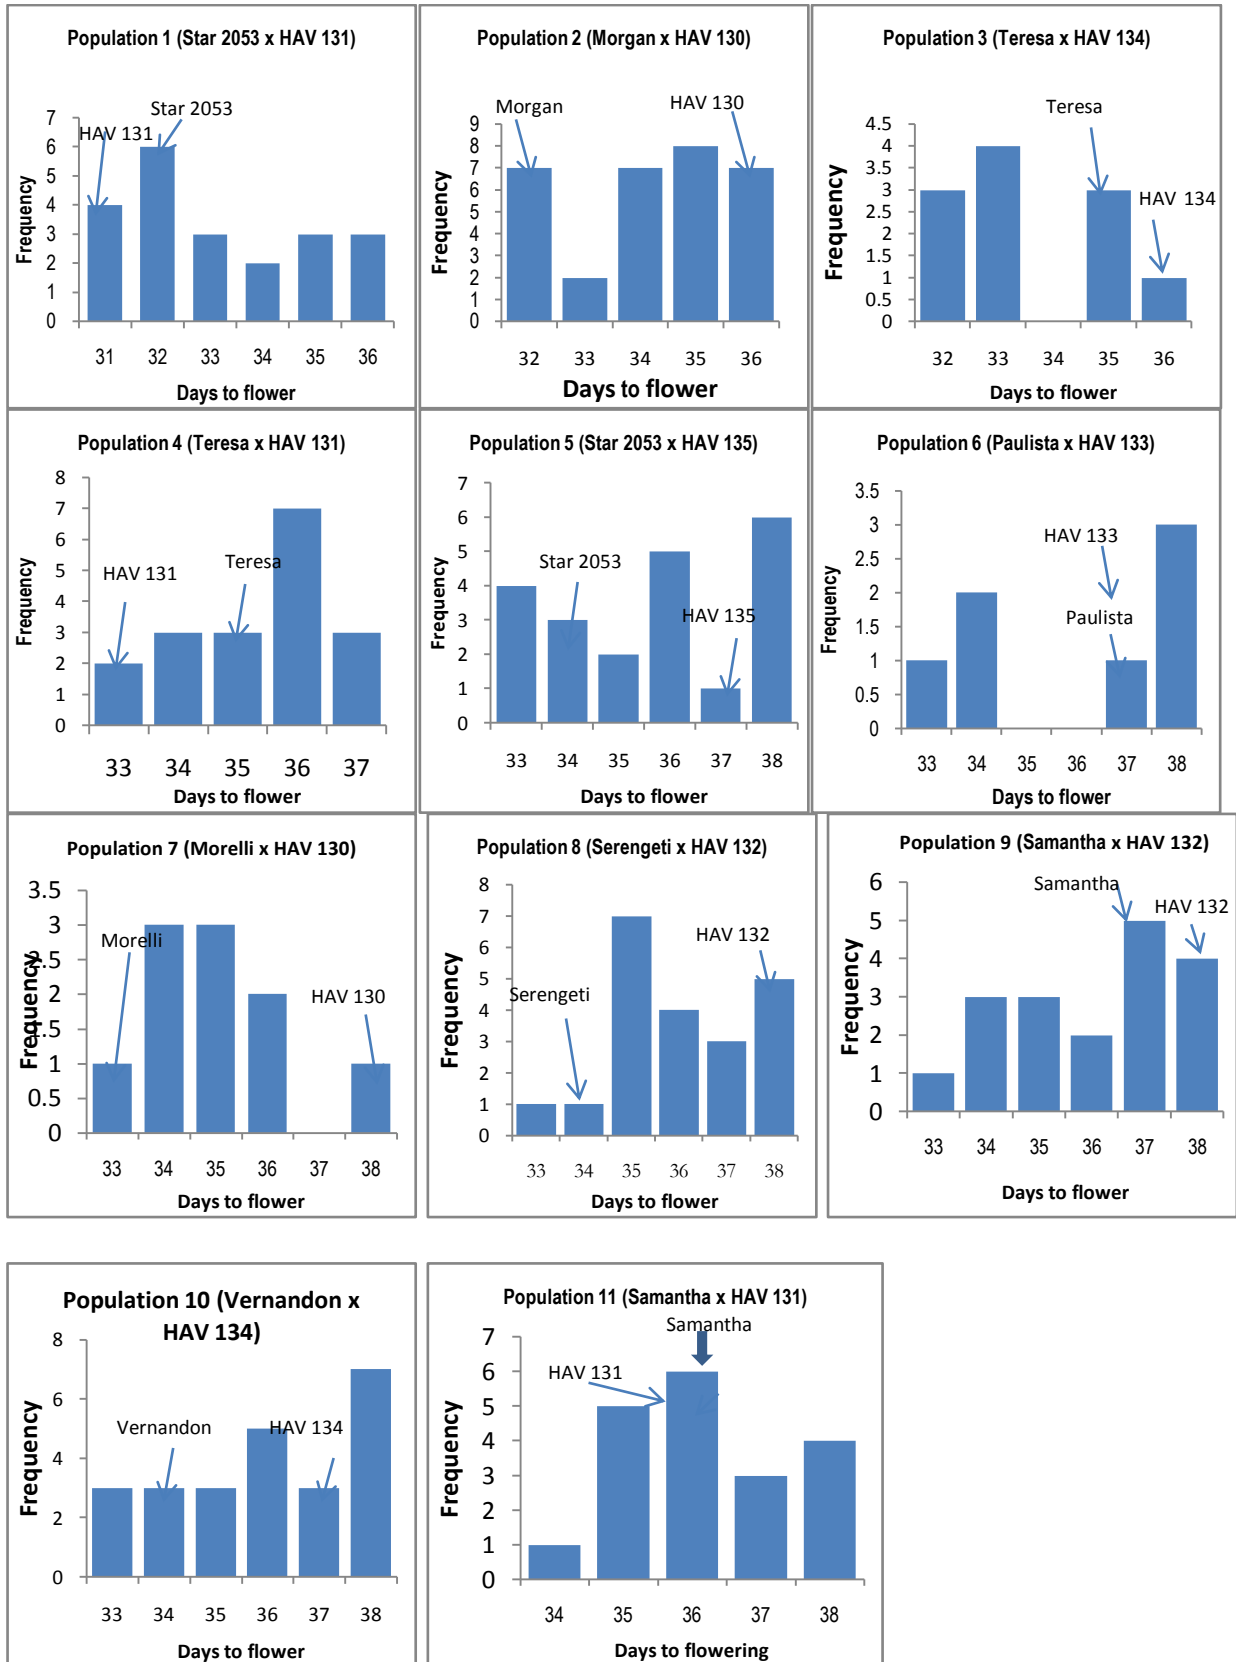 Population 1 (Star 2053 x HAV 131)
Star 2053
HAV 131
7
6
5
4
3
2
1
0
Frequency
31 32 33 34 35 36
Days to flower
Population 2 (Morgan x HAV 130)
Morgan
HAV 130
9
8
7
6
5
4
3
2
1
0
Frequency
32 33 34 35 36
Days to flower
Population 3 (Teresa x HAV 134)
Teresa
HAV 134
4.5
4
3.5
3
2.5
2
1.5
1
0.5
0
Frequency
32 33 34 35 36
Days to flower
Population 4 (Teresa x HAV 131)
Teresa
HAV 131
8
7
6
5
4
3
2
1
0
Frequency
33 34 35 36 37
Days to flower
Population 5 (Star 2053 x HAV 135)
Star 2053
HAV 135
7
6
5
4
3
2
1
0
Frequency
33 34 35 36 37 38
Days to flower
Population 6 (Paulista x HAV 133)
HAV 133
Paulista
3.5
3
2.5
2
1.5
1
0.5
0
Frequency
33 34 35 36 37 38
Days to flower
Population 7 (Morelli x HAV 130)
Morelli
HAV 130
3.5
3
2.5
2
1.5
1
0.5
0
Frequency
33 34 35 36 37 38
Days to flower
Population 8 (Serengeti x HAV 132)
HAV 132
Serengeti
8
7
6
5
4
3
2
1
0
Frequency
33 34 35 36 37 38
Days to flower
Population 9 (Samantha x HAV 132)
Samantha
HAV 132
6
5
4
3
2
1
0
Frequency
33 34 35 36 37 38
Days to flower
Population 10 (Vernandon x
HAV 134)
Vernandon
HAV 134
8
6
4
2
0
Frequency
33 34 35 36 37 38
Days to flower
Population 11 (Samantha x HAV 131)
Samantha
HAV 131
7
6
5
4
3
2
1
0
Frequency
34 35 36 37 38
Days to flowering